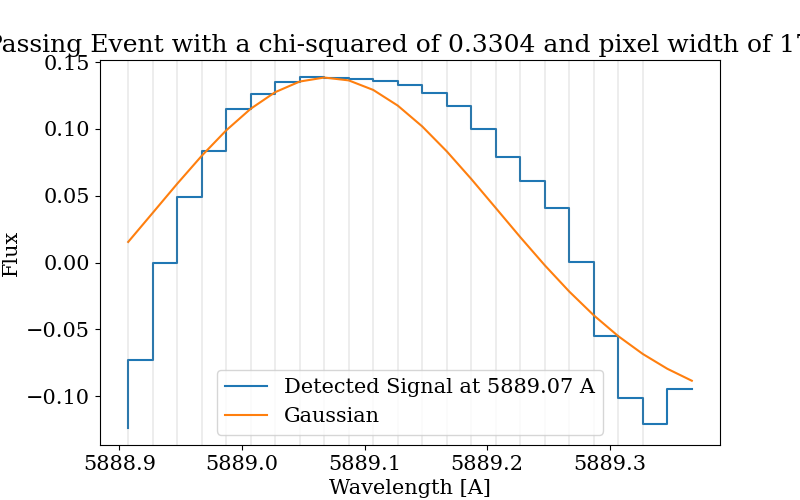 Passing Event with a chi-squared of 0.3304 and pixel width of 17
0.15
0.10
0.05
0.00
−0.05
−0.10
Flux
Detected Signal at 5889.07 A
Gaussian
5888.9 5889.0 5889.1 5889.2 5889.3
Wavelength [A]